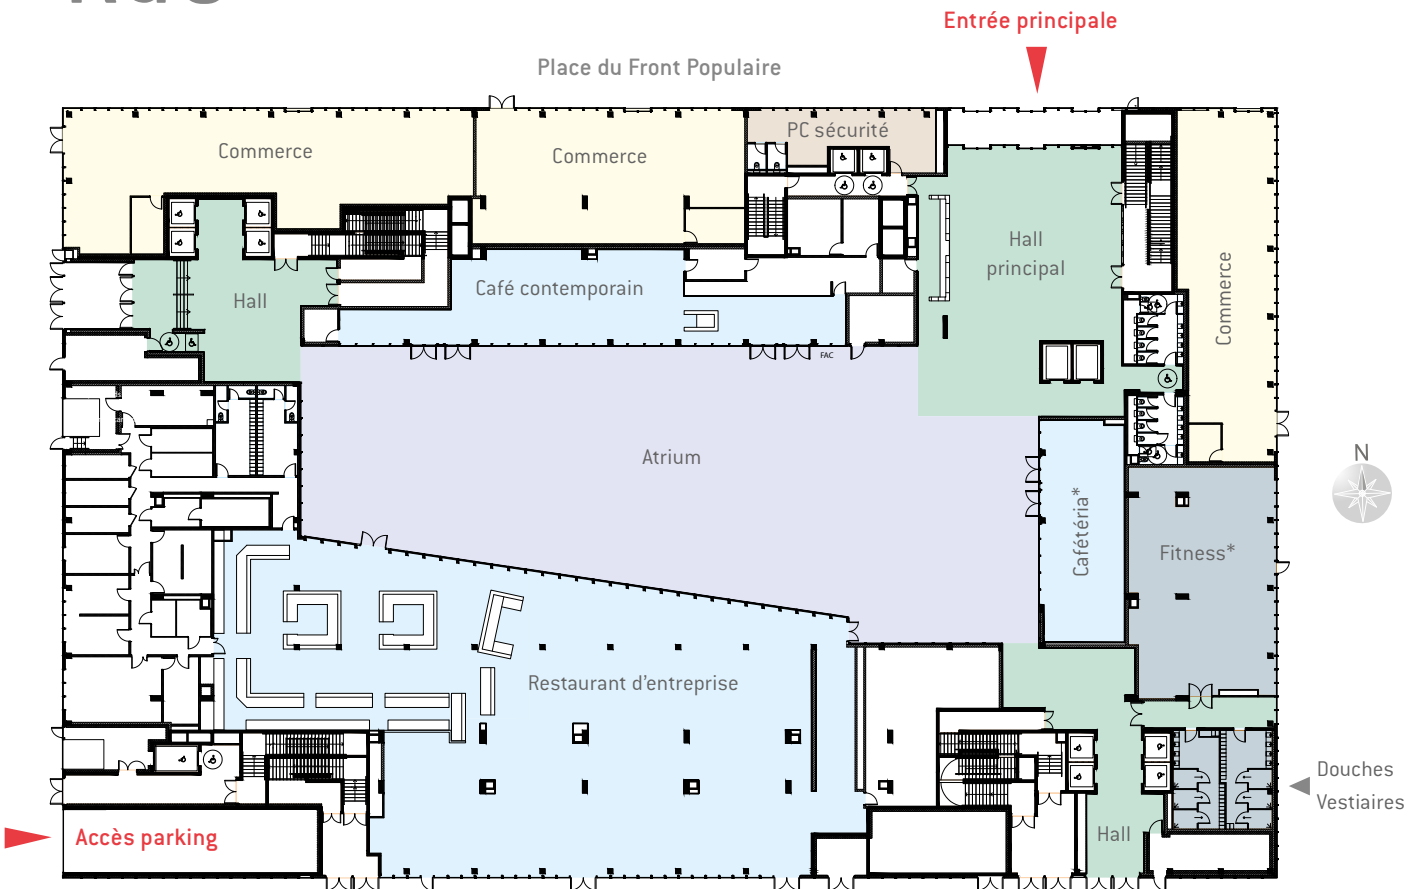 Entrée principale
Place du Front Populaire
PC sécurité
Commerce
Commerce
Hall
principal
Commerce
Café contemporain
Hall
FAC
Atrium
N
Cafétéria*
Fitness*
Restaurant d'entreprise
Douches
Vestiaires
Accès parking
Hall